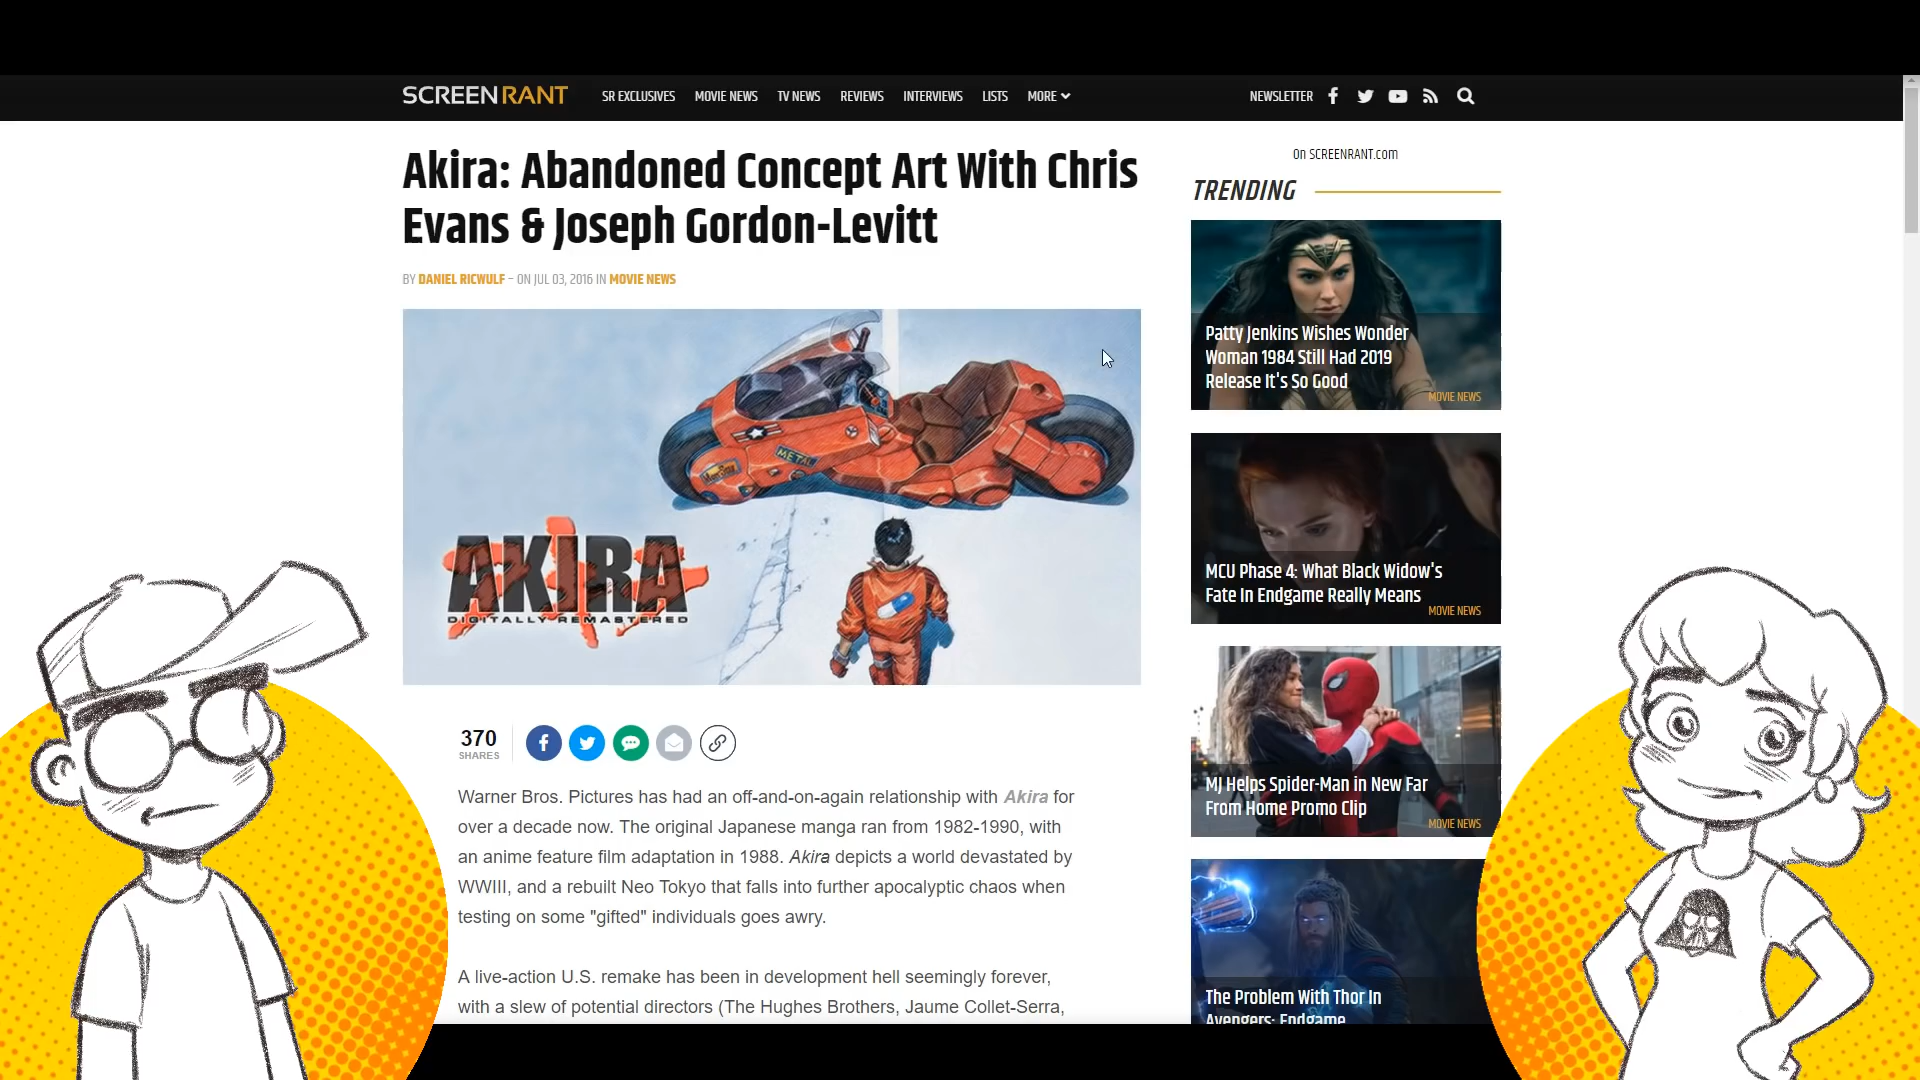 SCREENRANT
SR EXCLUSIVES MOVIE NEWS TV NEWS REVIEWS INTERVIEWS LISTS MORE
NEWSLETTER
Akira: Abandoned Concept Art With Chris
Evans & Joseph Gordon-Levitt
BY DANIEL RICWULF – ON JUL 03, 2016 IN MOVIE NEWS
METAL
AKIRA
DIGITALLY REMASTERED
370
SHARES
Warner Bros. Pictures has had an off-and-on-again relationship with Akira for
over a decade now. The original Japanese manga ran from 1982-1990, with
an anime feature film adaptation in 1988. Akira depicts a world devastated by
WWIII, and a rebuilt Neo Tokyo that falls into further apocalyptic chaos when
testing on some "gifted" individuals goes awry.
A live-action U.S. remake has been in development hell seemingly forever,
with a slew of potential directors (The Hughes Brothers, Jaume Collet-Serra,
On SCREENRANT.com
TRENDING
Patty Jenkins Wishes Wonder
Woman 1984 Still Had 2019
Release It's So Good
MOVIE NEWS
MCU Phase 4: What Black Widow's
Fate In Endgame Really Means
MOVIE NEWS
MJ Helps Spider-Man in New Far
From Home Promo Clip
MOVIE NEWS
The Problem With Thor In
Avengers: Endgame